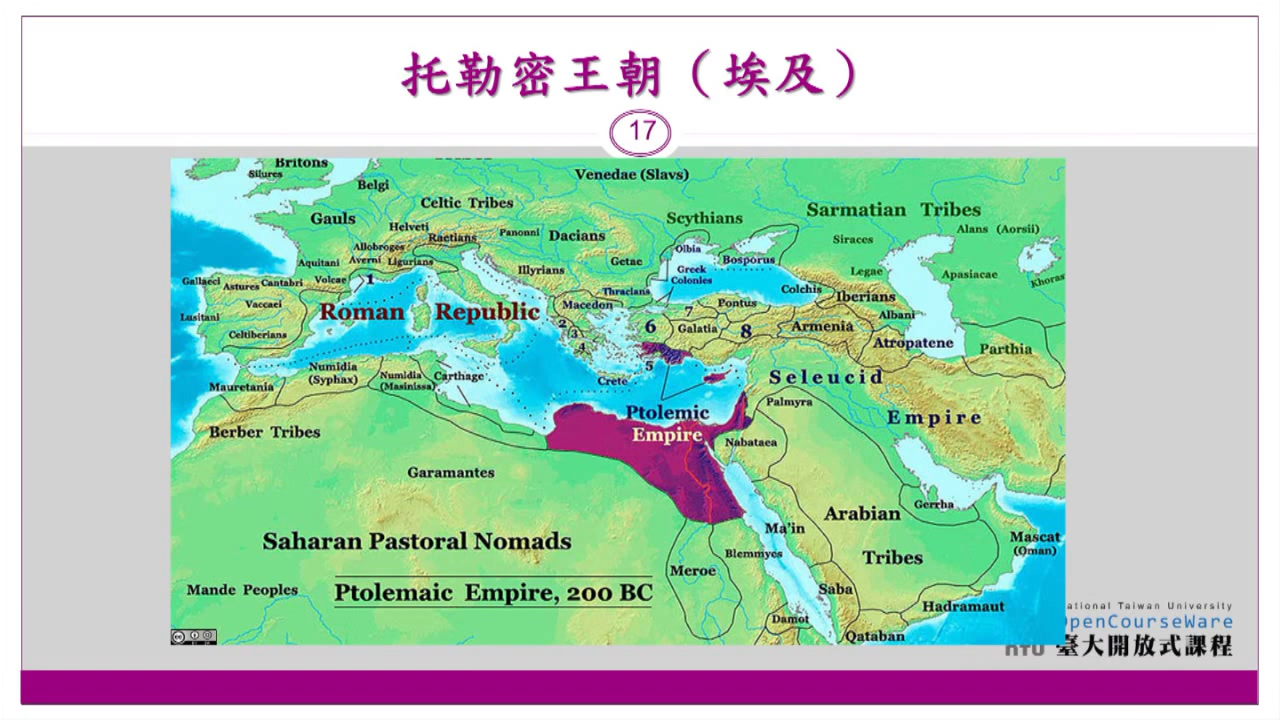 托勒密王朝（埃及）
17
Britons
Silures
Belgi
Venedae (Slavs)
Celtic Tribes
Gauls
Scythians
Sarmatian Tribes
Helveti
Raetians
Panonni
Dacians
Alans (Aorsii)
Allobroges
Siraces
Olbia
Aquitani
Averni
Ligurians
Getae
Bosporus
Illyrians
Greek
Colonies
Legae
Apasiacae
Khoras
Gallaeci
Astures
Cantabri
Volcae
1
Thracians
Colchis
Iberians
Vaccaei
Macedon
Pontus
Roman Republic
7
Albani
Lusitani
2
6
Galatia
8
Armenia
3
Celtiberians
4
Atropatene
Parthia
5
Numidia
(Syphax)
Numidia
(Masinissa)
Carthage
Crete
Seleucid
Mauretania
Palmyra
Ptolemic
Empire
Empire
Berber Tribes
Nabataea
Garamantes
Gerrha
Arabian
Tribes
Ma'in
Mascat
(Oman)
Saharan Pastoral Nomads
Blemmyes
Meroe
Mande Peoples
Ptolemaic Empire, 200 BC
Saba
Hadramaut
Damot
Qataban
ational Taiwan University
OpenCourseWare
NTU 臺大開放式課程